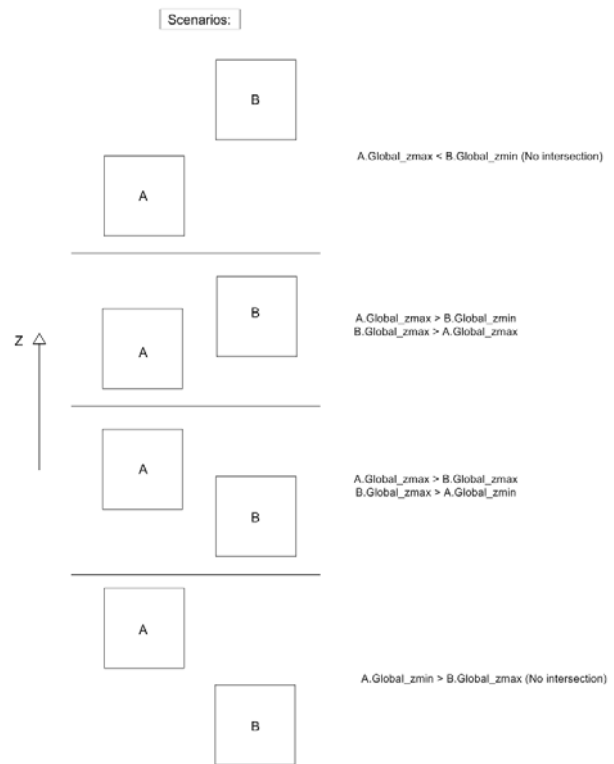 Scenarios:
B
A.Global_zmax < B.Global_zmin (No intersection)
A
B
A.Global_zmax > B.Global_zmin
B.Global_zmax > A.Global_zmax
Z
A
A
A.Global_zmax > B.Global_zmax
B.Global_zmax > A.Global_zmin
B
A
A.Global_zmin > B.Global_zmax (No intersection)
B